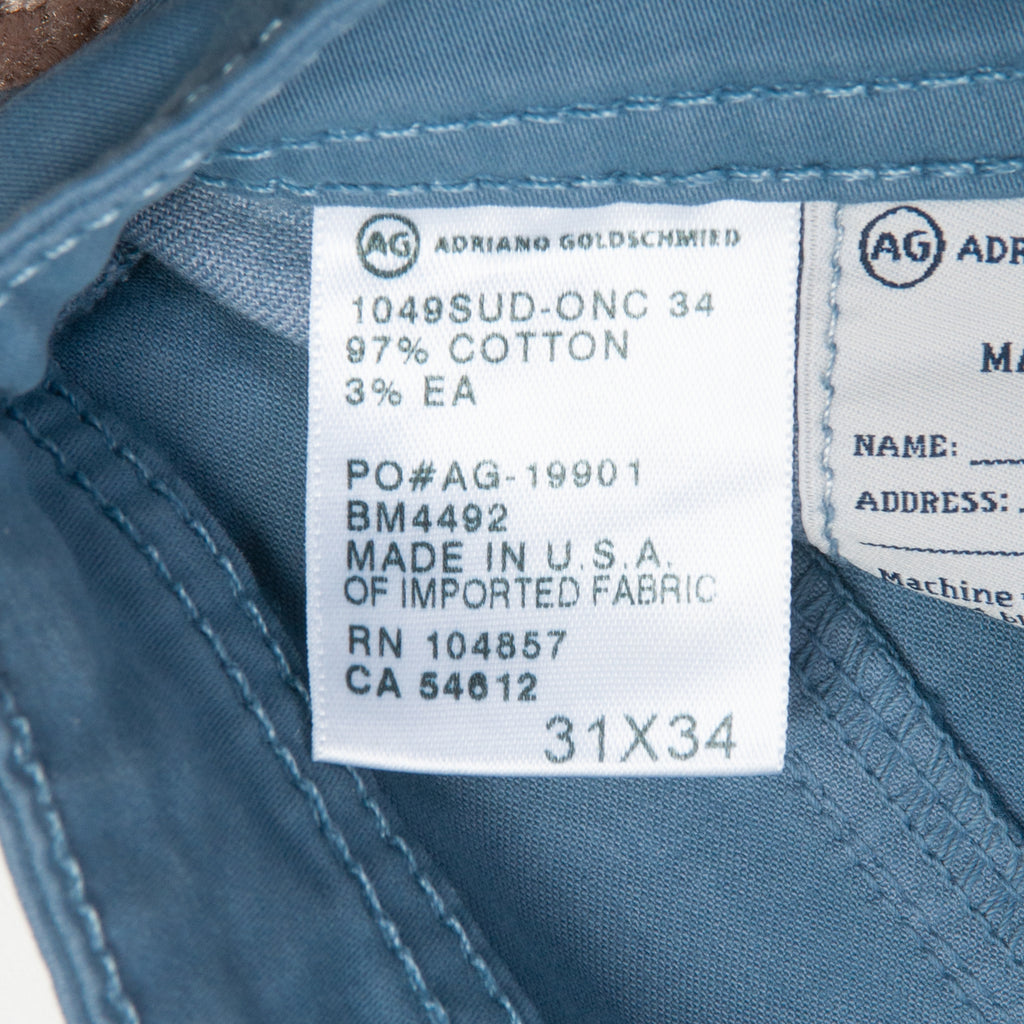 AG ADRIANO GOLDSCHMIED
1049SUD-ONC 34
97% COTTON
3% EA
PO#AG-19901
BM4492
MADE IN U.S.A.
OF IMPORTED FABRIC
RN 104857
CA 54612
31X34
AG ADR
MA
NAME:
ADDRESS:
Machine